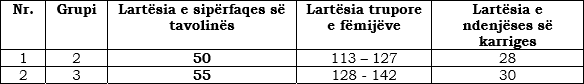 Nr. Grupi Lartësia e sipërfaqes së tavolinës Lartësia trupore e fëmijëve Lartësia e ndenjëses së karriges
1 2 50 113 – 127 28
2 3 55 128 - 142 30